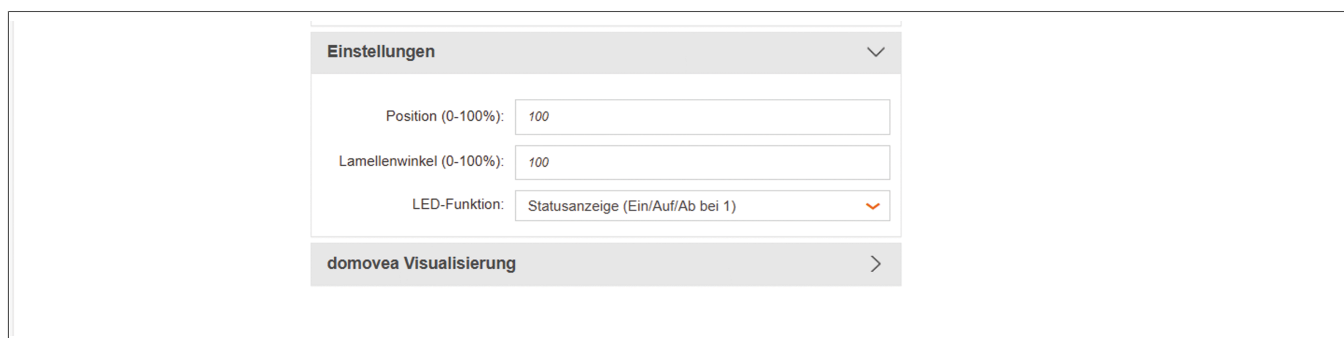 Einstellungen
Position (0-100%): 100
Lamellenwinkel (0-100%): 100
LED-Funktion: Statusanzeige (Ein/Auf/Ab bei 1)
domovea Visualisierung